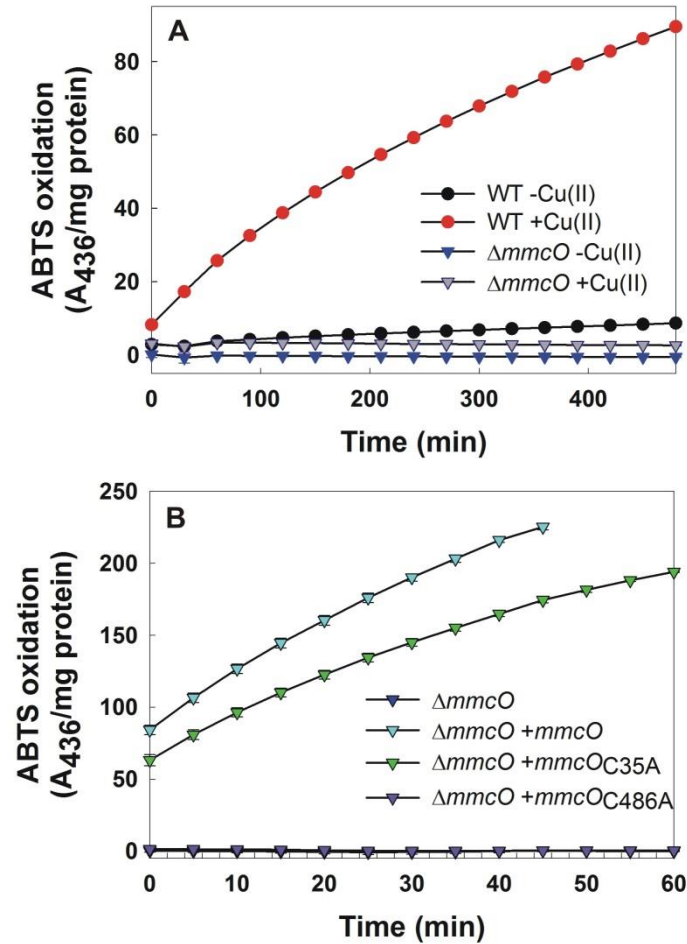 A
ABTS oxidation
(A436/mg protein)
80
60
40
20
0
WT -Cu(II)
WT +Cu(II)
ΔmmcO -Cu(II)
ΔmmcO +Cu(II)
0 100 200 300 400
Time (min)
B
ABTS oxidation
(A436/mg protein)
250
200
150
100
50
0
ΔmmcO
ΔmmcO +mmcO
ΔmmcO +mmcOC35A
ΔmmcO +mmcOC486A
0 10 20 30 40 50 60
Time (min)